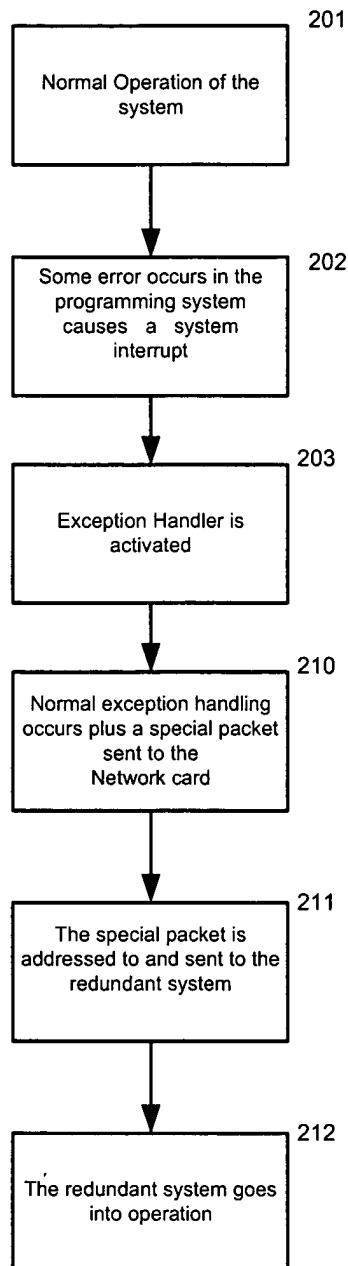 201
Normal Operation of the
system
202
Some error occurs in the
programming system
causes a system
interrupt
203
Exception Handler is
activated
210
Normal exception handling
occurs plus a special packet
sent to the
Network card
211
The special packet is
addressed to and sent to the
redundant system
212
The redundant system goes
into operation